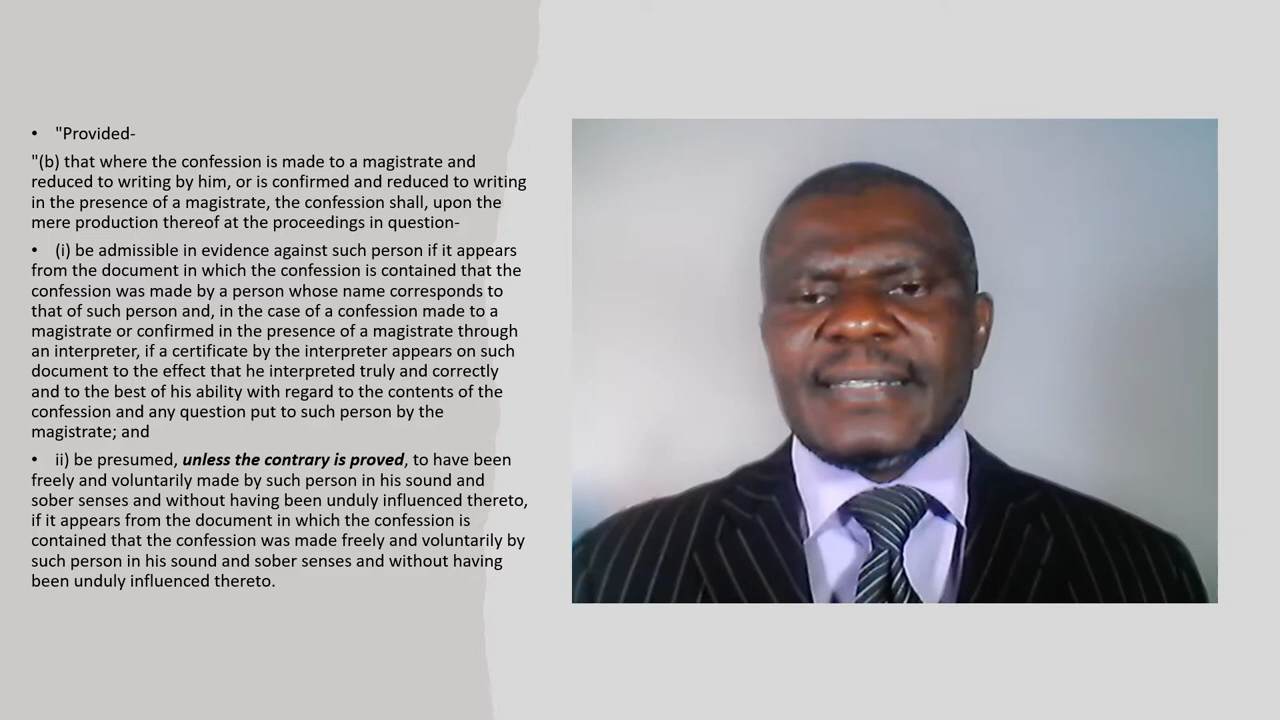 • "Provided-
"(b) that where the confession is made to a magistrate and
reduced to writing by him, or is confirmed and reduced to writing
in the presence of a magistrate, the confession shall, upon the
mere production thereof at the proceedings in question-
• (i) be admissible in evidence against such person if it appears
from the document in which the confession is contained that the
confession was made by a person whose name corresponds to
that of such person and, in the case of a confession made to a
magistrate or confirmed in the presence of a magistrate through
an interpreter, if a certificate by the interpreter appears on such
document to the effect that he interpreted truly and correctly
and to the best of his ability with regard to the contents of the
confession and any question put to such person by the
magistrate; and
• ii) be presumed, unless the contrary is proved, to have been
freely and voluntarily made by such person in his sound and
sober senses and without having been unduly influenced thereto,
if it appears from the document in which the confession is
contained that the confession was made freely and voluntarily by
such person in his sound and sober senses and without having
been unduly influenced thereto.